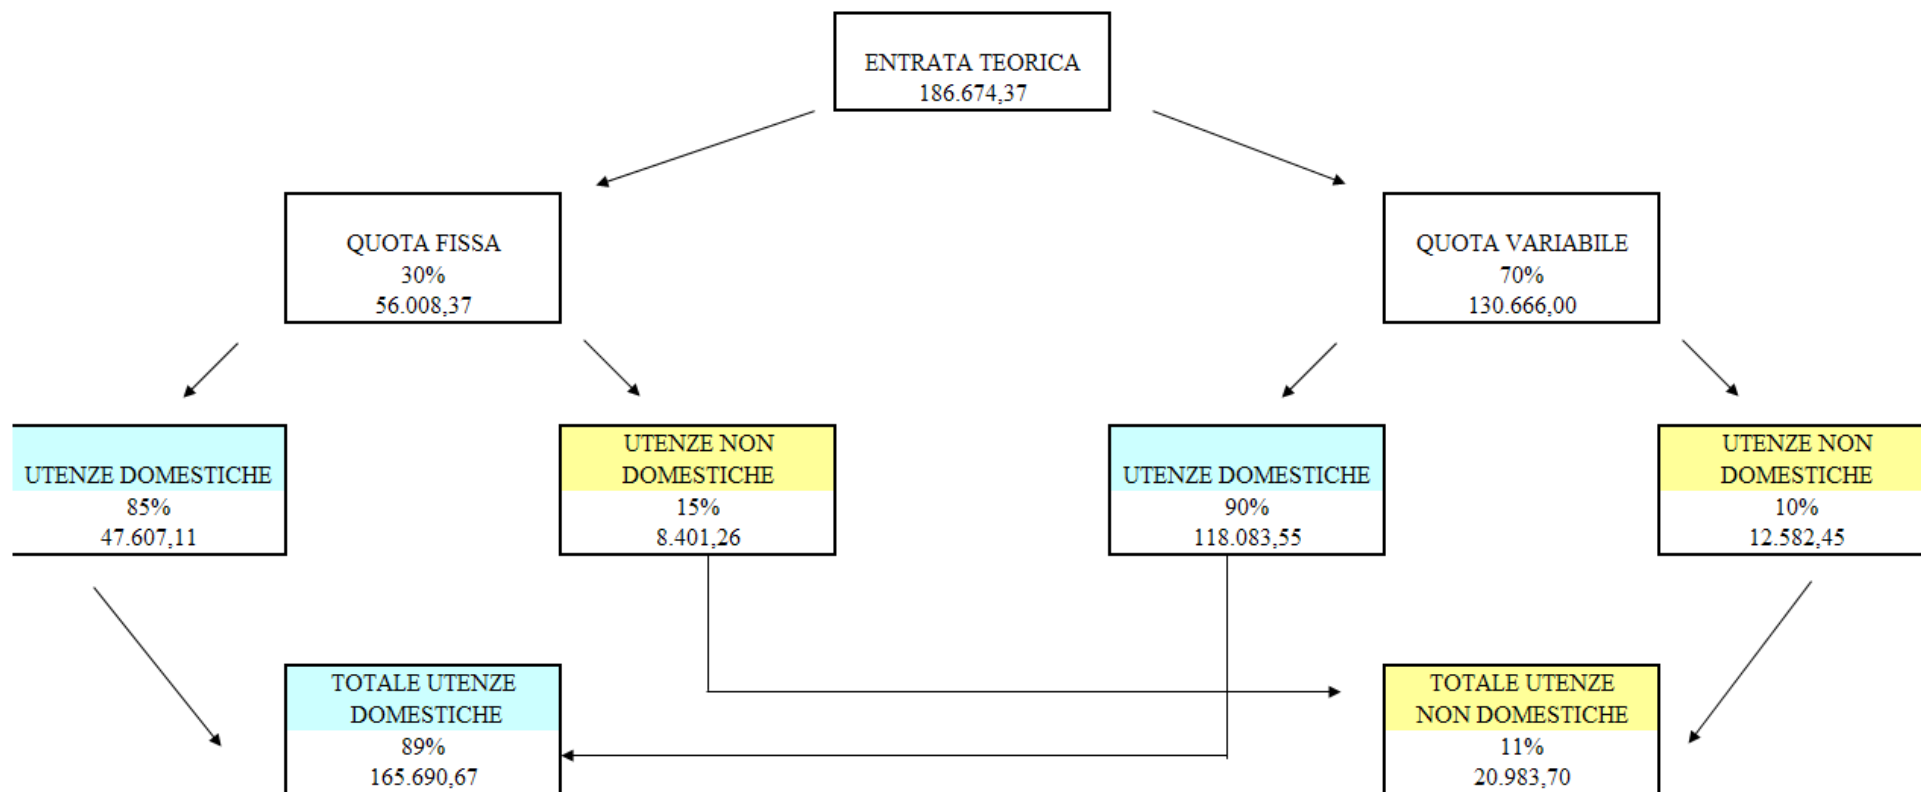 ENTRATA TEORICA
186.674,37
QUOTA FISSA
30%
56.008,37
QUOTA VARIABILE
70%
130.666,00
UTENZE DOMESTICHE
85%
47.607,11
UTENZE NON
DOMESTICHE
15%
8.401,26
UTENZE DOMESTICHE
90%
118.083,55
UTENZE NON
DOMESTICHE
10%
12.582,45
TOTALE UTENZE
DOMESTICHE
89%
165.690,67
TOTALE UTENZE
NON DOMESTICHE
11%
20.983,70